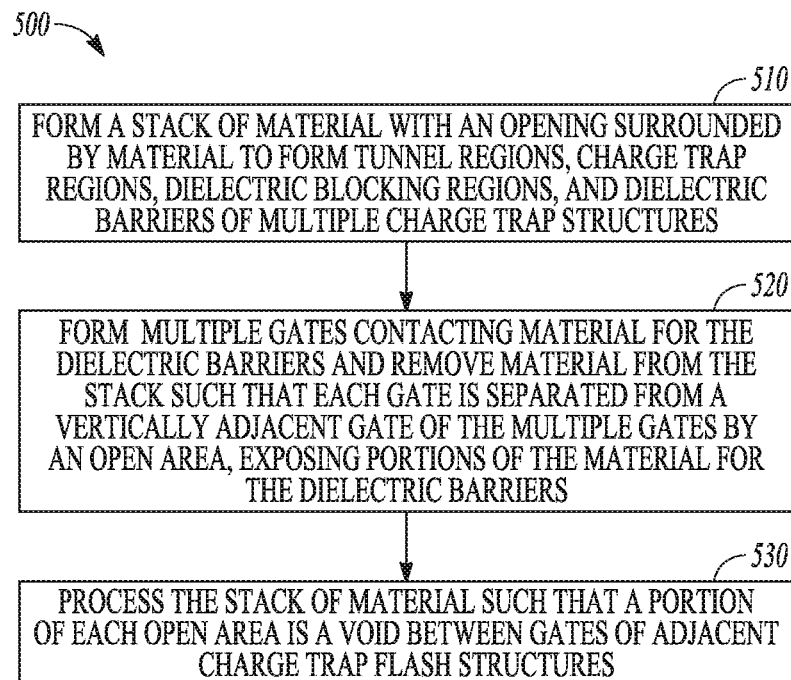 500
510
FORM A STACK OF MATERIAL WITH AN OPENING SURROUNDED
BY MATERIAL TO FORM TUNNEL REGIONS, CHARGE TRAP
REGIONS, DIELECTRIC BLOCKING REGIONS, AND DIELECTRIC
BARRIERS OF MULTIPLE CHARGE TRAP STRUCTURES
520
FORM MULTIPLE GATES CONTACTING MATERIAL FOR THE
DIELECTRIC BARRIERS AND REMOVE MATERIAL FROM THE
STACK SUCH THAT EACH GATE IS SEPARATED FROM A
VERTICALLY ADJACENT GATE OF THE MULTIPLE GATES BY
AN OPEN AREA, EXPOSING PORTIONS OF THE MATERIAL FOR
THE DIELECTRIC BARRIERS
530
PROCESS THE STACK OF MATERIAL SUCH THAT A PORTION
OF EACH OPEN AREA IS A VOID BETWEEN GATES OF ADJACENT
CHARGE TRAP FLASH STRUCTURES